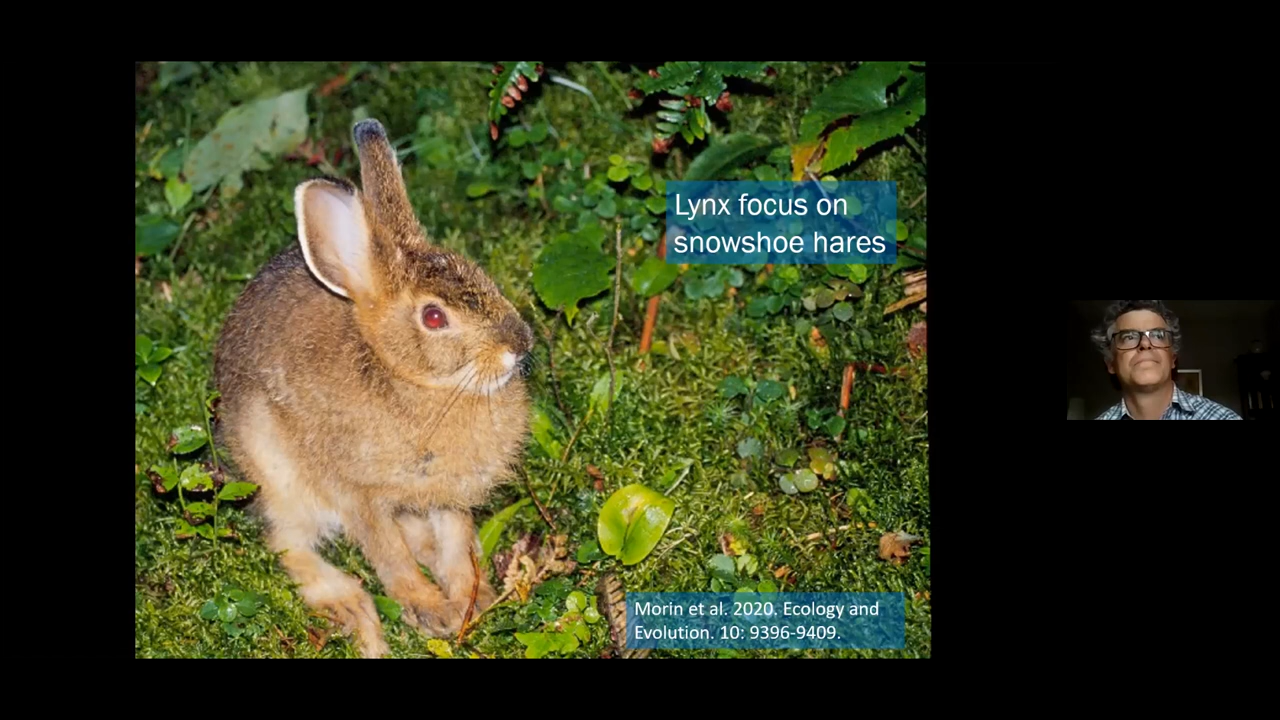 Lynx focus on
snowshoe hares
Morin et al. 2020. Ecology and
Evolution. 10: 9396-9409.